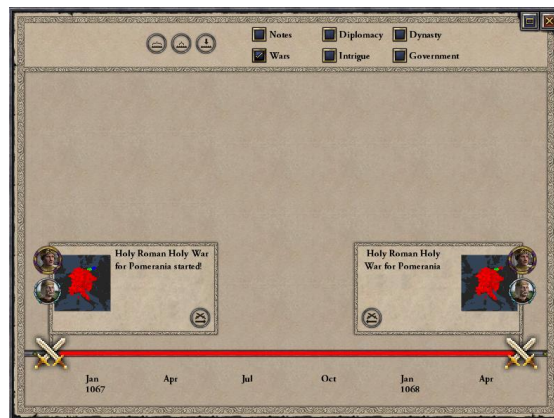 Notes
Diplomacy
Dynasty
Wars
Intrigue
Government
Holy Roman Holy War
for Pomerania started!
Holy Roman Holy
War for Pomerania
Jan
1067
Apr
Jul
Oct
Jan
1068
Apr